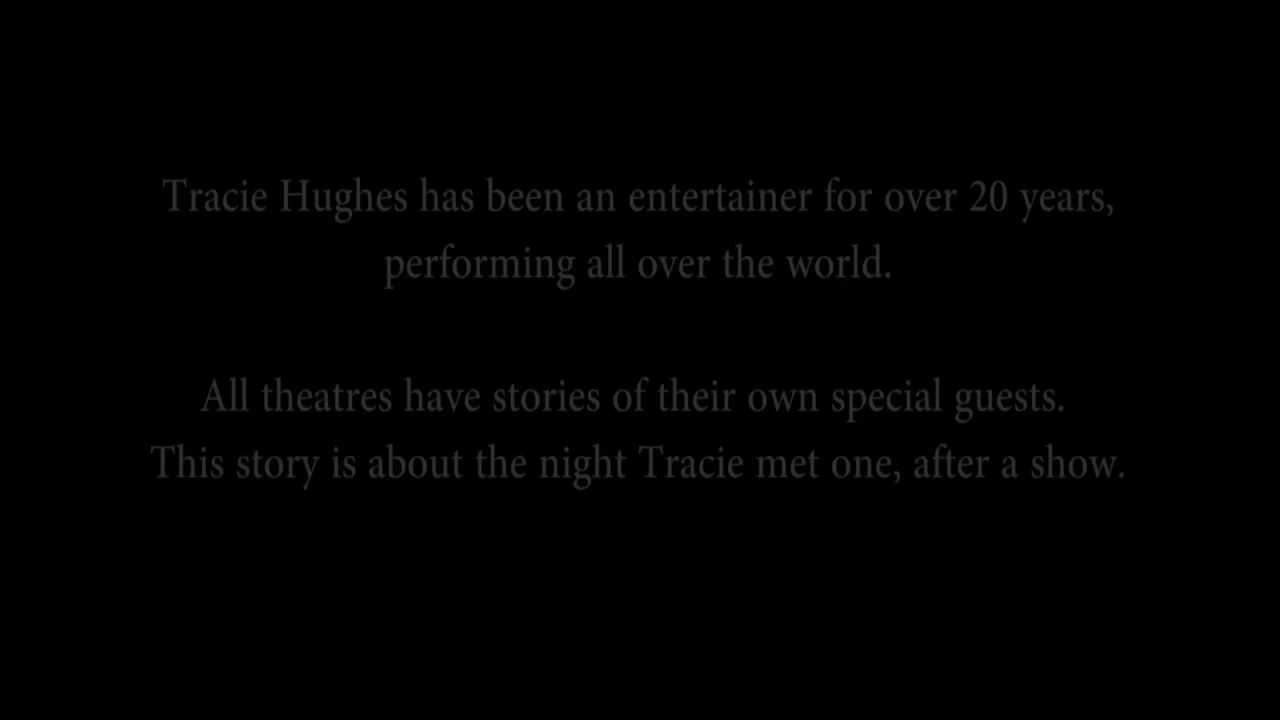 Tracie Hughes has been an entertainer for over 20 years,
performing all over the world.
All theatres have stories of their own special guests.
This story is about the night Tracie met one, after a show.